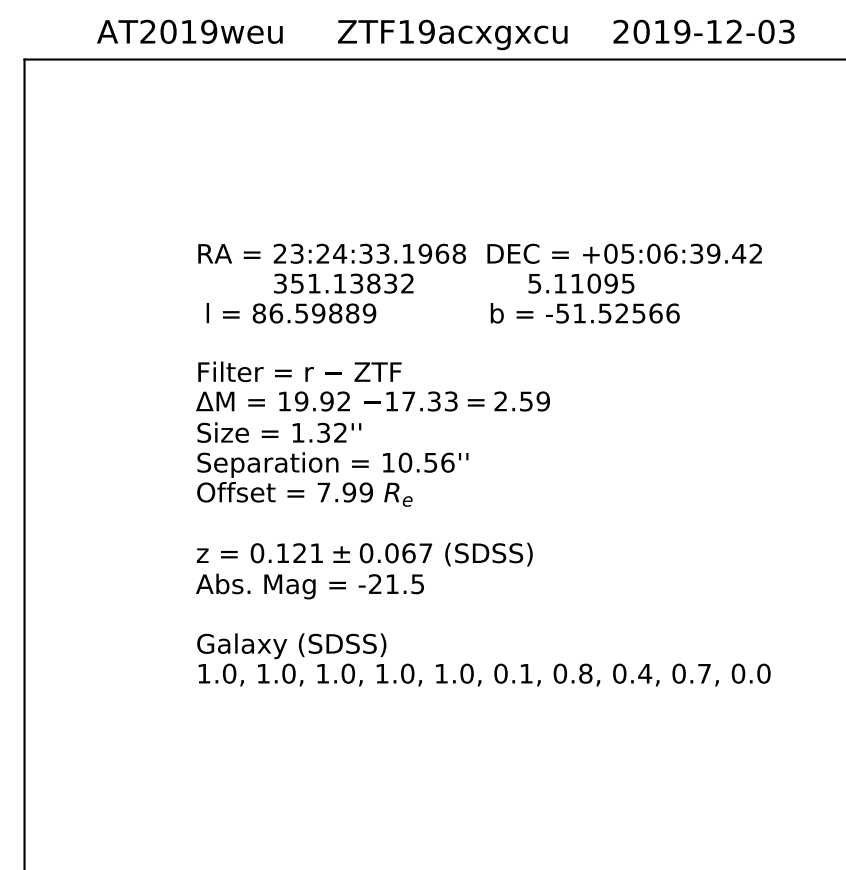 AT2019weu ZTF19acxgxcu 2019-12-03
RA = 23:24:33.1968 DEC = +05:06:39.42
351.13832 5.11095
l = 86.59889 b = -51.52566
Filter = r − ZTF
ΔM = 19.92 −17.33 = 2.59
Size = 1.32''
Separation = 10.56''
Offset = 7.99 Rₑ
z = 0.121 ± 0.067 (SDSS)
Abs. Mag = -21.5
Galaxy (SDSS)
1.0, 1.0, 1.0, 1.0, 1.0, 0.1, 0.8, 0.4, 0.7, 0.0